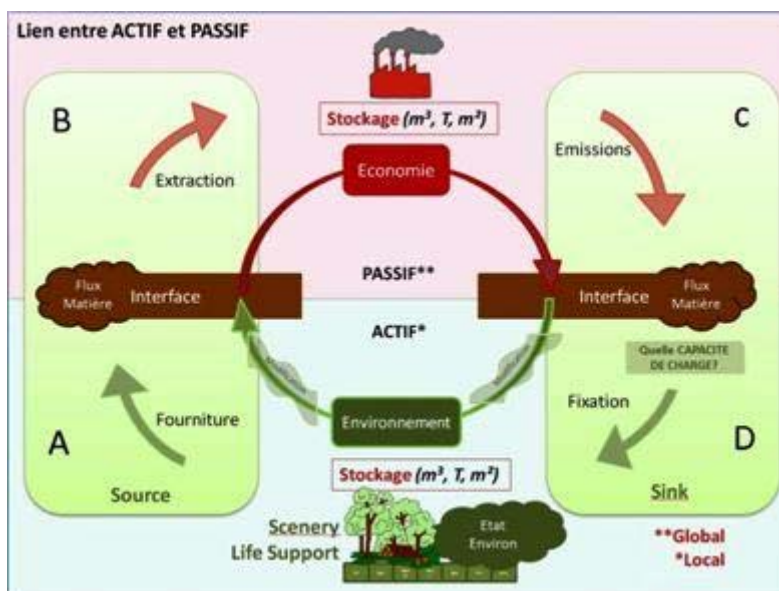 Lien entre ACTIF et PASSIF
B
C
Stockage (m³, T, m²)
Extraction
Economie
Emissions
Flux
Matière
Interface
PASSIF**
Interface
Flux
Matière
ACTIF*
Quelle CAPACITE
DE CHARGE?
Fourniture
Environnement
Fixation
A
D
Source
Stockage (m³, T, m²)
Sink
Scenery
Life Support
Etat
Environ
**Global
*Local